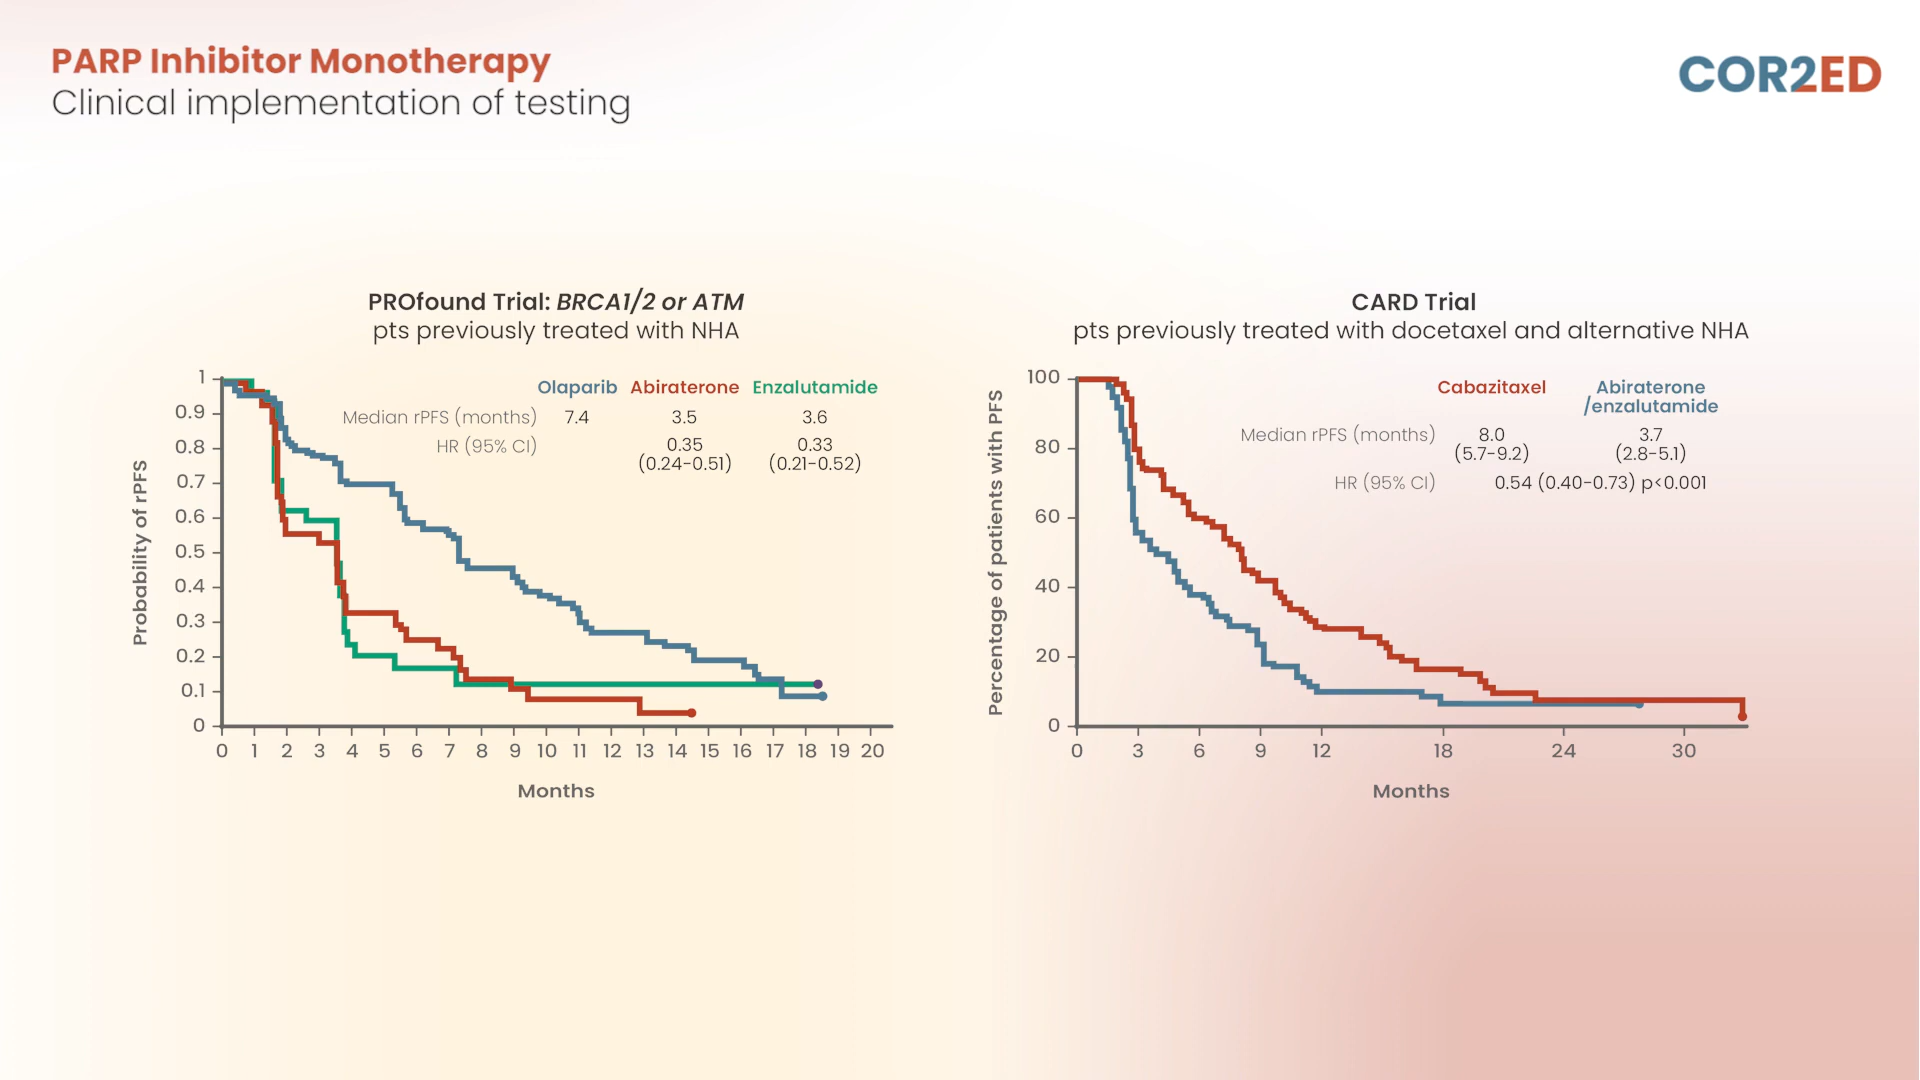 PARP Inhibitor Monotherapy
Clinical implementation of testing
COR2ED
PROfound Trial: BRCA1/2 or ATM
pts previously treated with NHA
Olaparib Abiraterone Enzalutamide
Median rPFS (months) 7.4 3.5 3.6
HR (95% CI) 0.35 0.33
(0.24-0.51) (0.21-0.52)
Probability of rPFS
1
0.9
0.8
0.7
0.6
0.5
0.4
0.3
0.2
0.1
0
0 1 2 3 4 5 6 7 8 9 10 11 12 13 14 15 16 17 18 19 20
Months
CARD Trial
pts previously treated with docetaxel and alternative NHA
Cabazitaxel Abiraterone
/enzalutamide
Median rPFS (months) 8.0 3.7
(5.7-9.2) (2.8-5.1)
HR (95% CI) 0.54 (0.40-0.73) p<0.001
Percentage of patients with PFS
100
80
60
40
20
0
0 3 6 9 12 18 24 30
Months